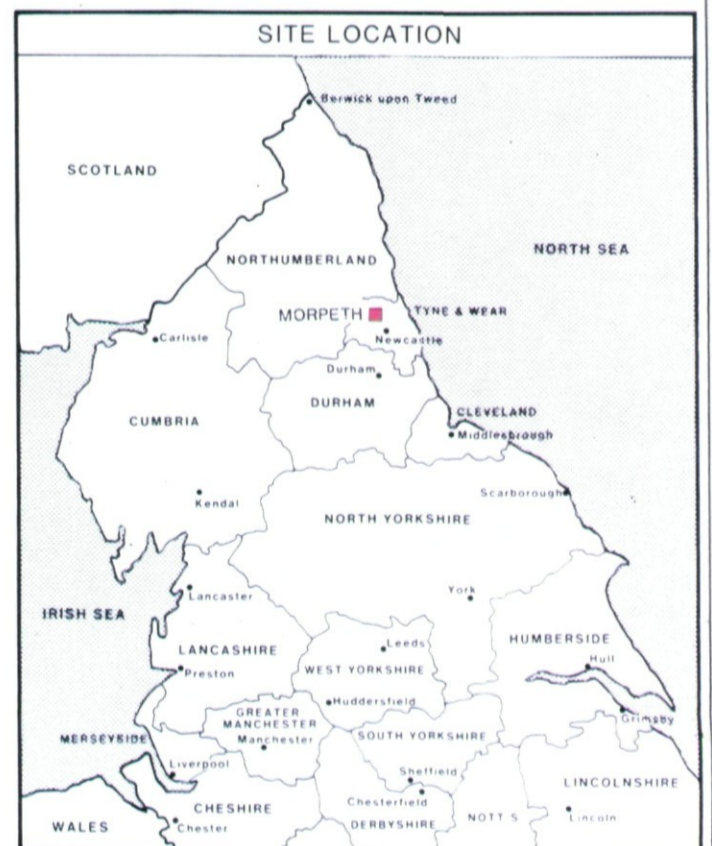 SITE LOCATION
Berwick upon Tweed
SCOTLAND
NORTH SEA
NORTHUMBERLAND
MORPETH
TYNE & WEAR
Carlisle
Newcastle
Durham
DURHAM
CLEVELAND
CUMBRIA
Middlesbrough
Kendal
Scarborough
NORTH YORKSHIRE
York
Lancaster
IRISH SEA
HUMBERSIDE
LANCASHIRE
Leeds
Hull
WEST YORKSHIRE
Preston
Huddersfield
GREATER
MANCHESTER
Grimsby
MERSEYSIDE
Manchester
SOUTH YORKSHIRE
Liverpool
Sheffield
LINCOLNSHIRE
Chesterfield
CHESHIRE
NOTT S
Lincoln
WALES
Chester
DERBYSHIRE